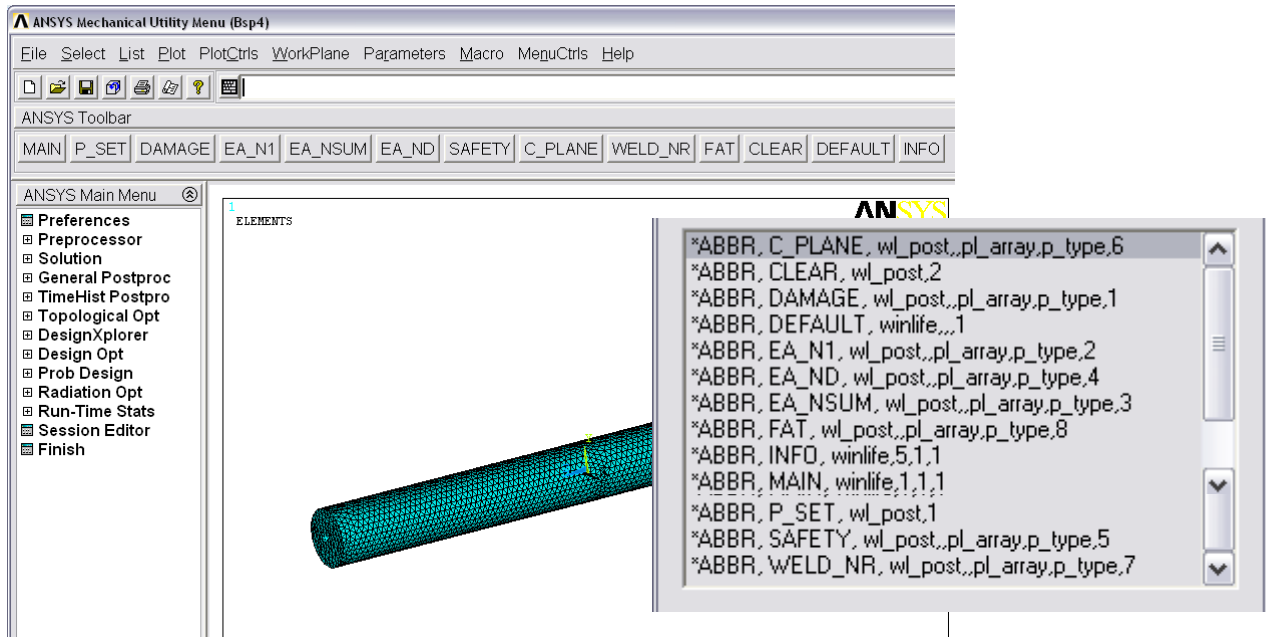 ANSYS Mechanical Utility Menu (Bsp4)
File Select List Plot PlotCtrls WorkPlane Parameters Macro MenuCtrls Help
ANSYS Toolbar
MAIN P_SET DAMAGE EA_N1 EA_NSUM EA_ND SAFETY C_PLANE WELD_NR FAT CLEAR DEFAULT INFO
ANSYS Main Menu
Preferences
Preprocessor
Solution
General Postproc
TimeHist Postpro
Topological Opt
DesignXplorer
Design Opt
Prob Design
Radiation Opt
Run-Time Stats
Session Editor
Finish
1
ELEMENTS
ANSYS
Y
*ABBR, C_PLANE, wl_post,,pl_array,p_type,6
*ABBR, CLEAR, wl_post,2
*ABBR, DAMAGE, wl_post,,pl_array,p_type,1
*ABBR, DEFAULT, winlife,,,1
*ABBR, EA_N1, wl_post,,pl_array,p_type,2
*ABBR, EA_ND, wl_post,,pl_array,p_type,4
*ABBR, EA_NSUM, wl_post,,pl_array,p_type,3
*ABBR, FAT, wl_post,,pl_array,p_type,8
*ABBR, INFO, winlife,5,1,1
*ABBR, MAIN, winlife,1,1,1
*ABBR, P_SET, wl_post,1
*ABBR, SAFETY, wl_post,,pl_array,p_type,5
*ABBR, WELD_NR, wl_post,,pl_array,p_type,7